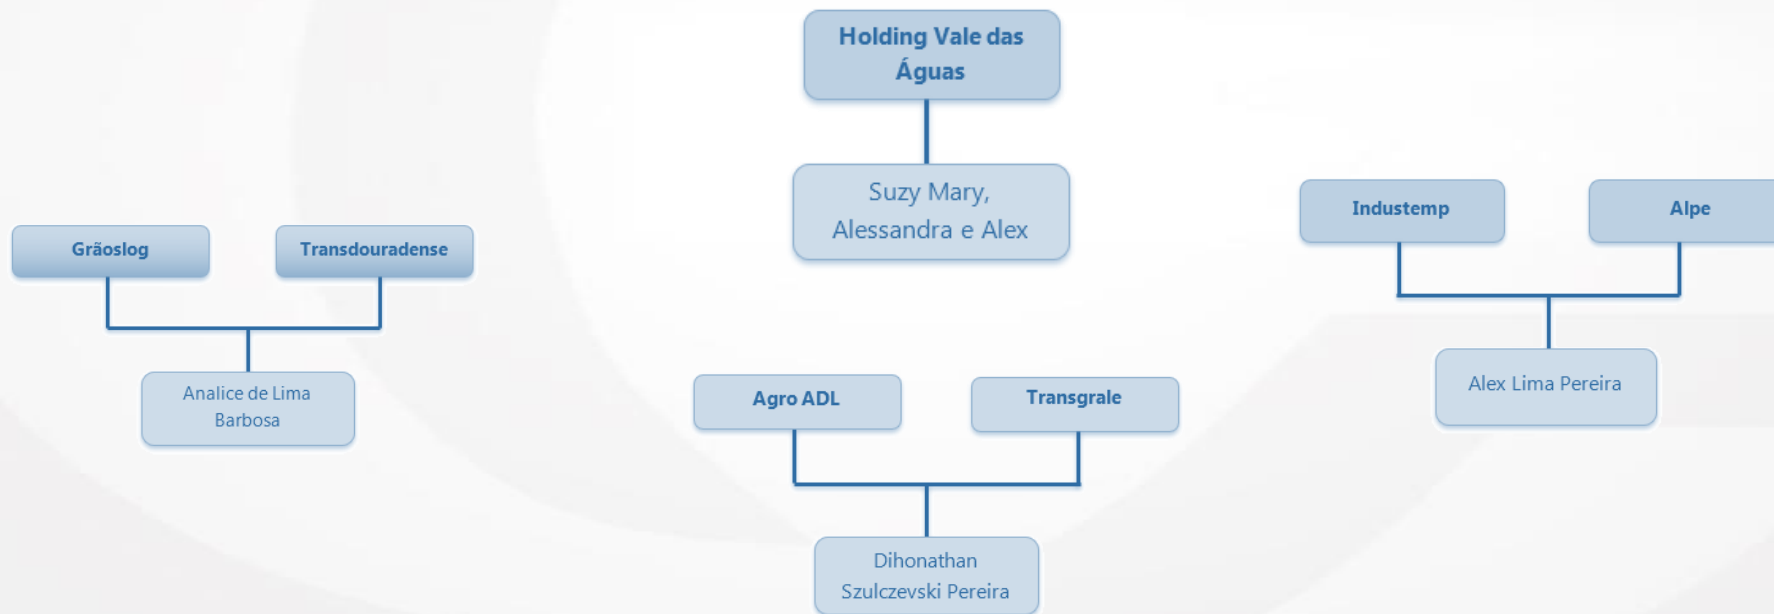 Holding Vale das
Águas
Suzy Mary,
Alessandra e Alex
Grãoslog
Transdouradense
Analice de Lima
Barbosa
Agro ADL
Transgrale
Dihonathan
Szulczevski Pereira
Industemp
Alpe
Alex Lima Pereira